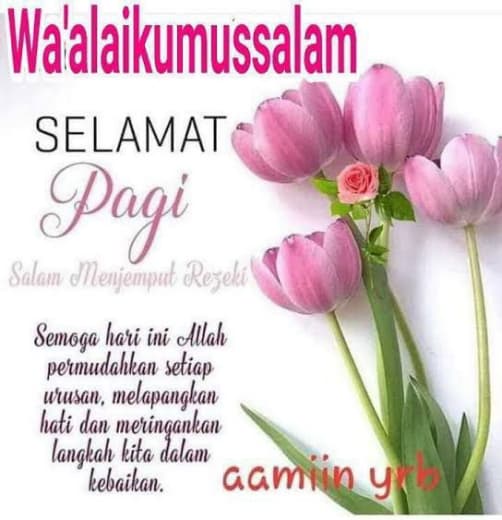 Wa'alaikumussalam
SELAMAT
Pagi
Salam Menjemput Rezeki
Semoga hari ini Allah
permudahkan setiap
urusan, melapangkan
hati dan meringankan
langkah kita dalam
kebaikan.
aamiin yrb